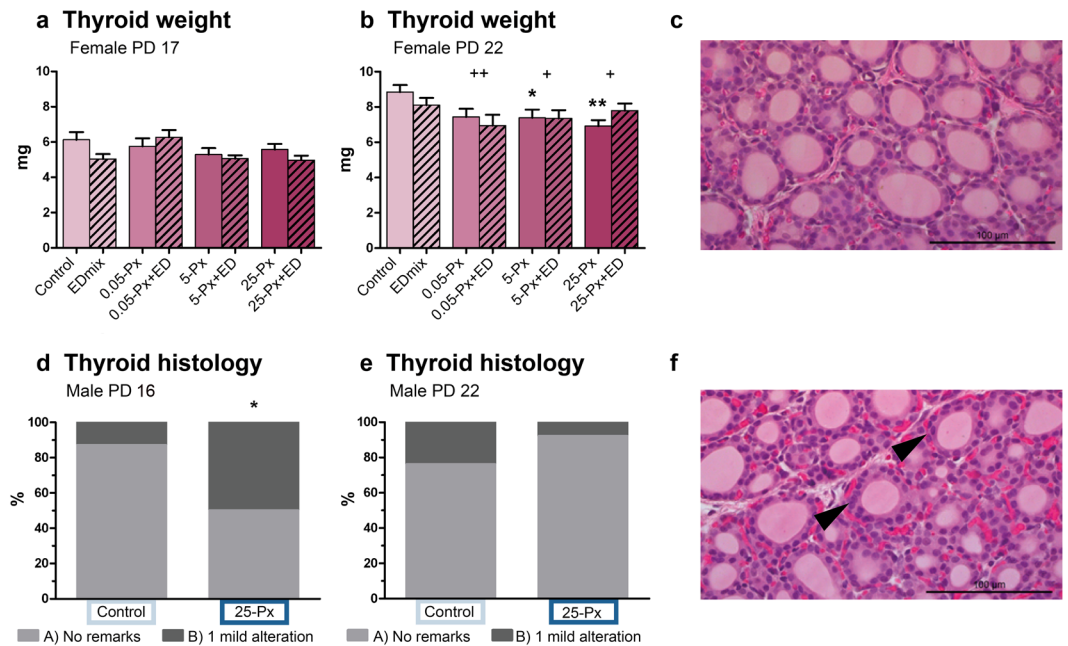 a Thyroid weight
Female PD 17
10
8
6
4
2
0
mg
Control
EDmix
0.05-Px
0.05-Px+ED
5-Px
5-Px+ED
25-Px
25-Px+ED
b Thyroid weight
Female PD 22
10
8
6
4
2
0
mg
++
+
+
*
**
Control
EDmix
0.05-Px
0.05-Px+ED
5-Px
5-Px+ED
25-Px
25-Px+ED
c
100 µm
d Thyroid histology
Male PD 16
*
100
80
60
40
20
0
%
Control
25-Px
A) No remarks
B) 1 mild alteration
e Thyroid histology
Male PD 22
100
80
60
40
20
0
%
Control
25-Px
A) No remarks
B) 1 mild alteration
f
100 µm